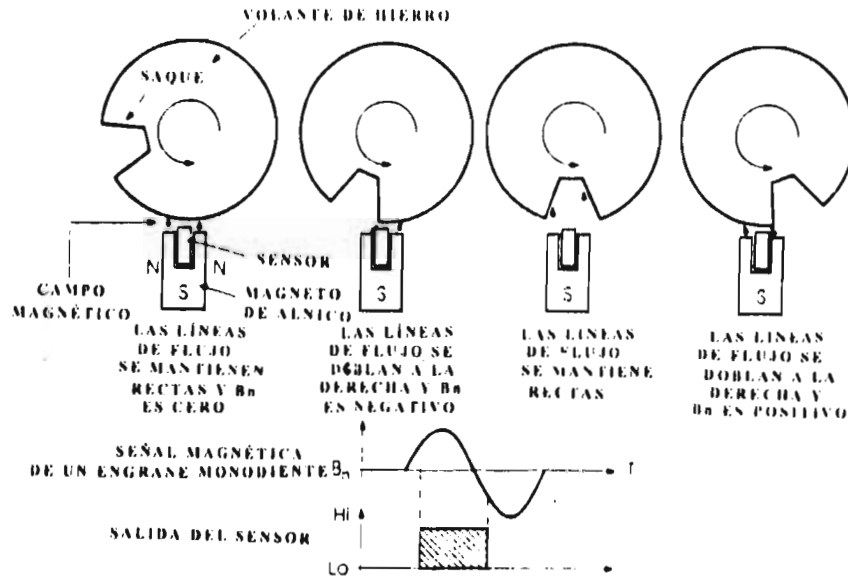 VOLANTE DE HIERRO
SAQUE
N
N
S
SENSOR
MAGNETO
DE ALNICO
CAMPO
MAGNÉTICO
S
S
S
LAS LÍNEAS
DE FLUJO
SE MANTIENEN
RECTAS Y Bn
ES CERO
LAS LÍNEAS
DE FLUJO SE
DOBLAN A LA
DERECHA Y Bn
ES NEGATIVO
LAS LINEAS
DE FLUJO
SE MANTIENE
RECTAS
LAS LINEAS
DE FLUJO SE
DOBLAN A LA
DERECHA Y
Bn ES POSITIVO
SEÑAL MAGNÉTICA
DE UN ENGRASE MONODIENTE
Bn
T
Hi
SALIDA DEL SENSOR
Lo